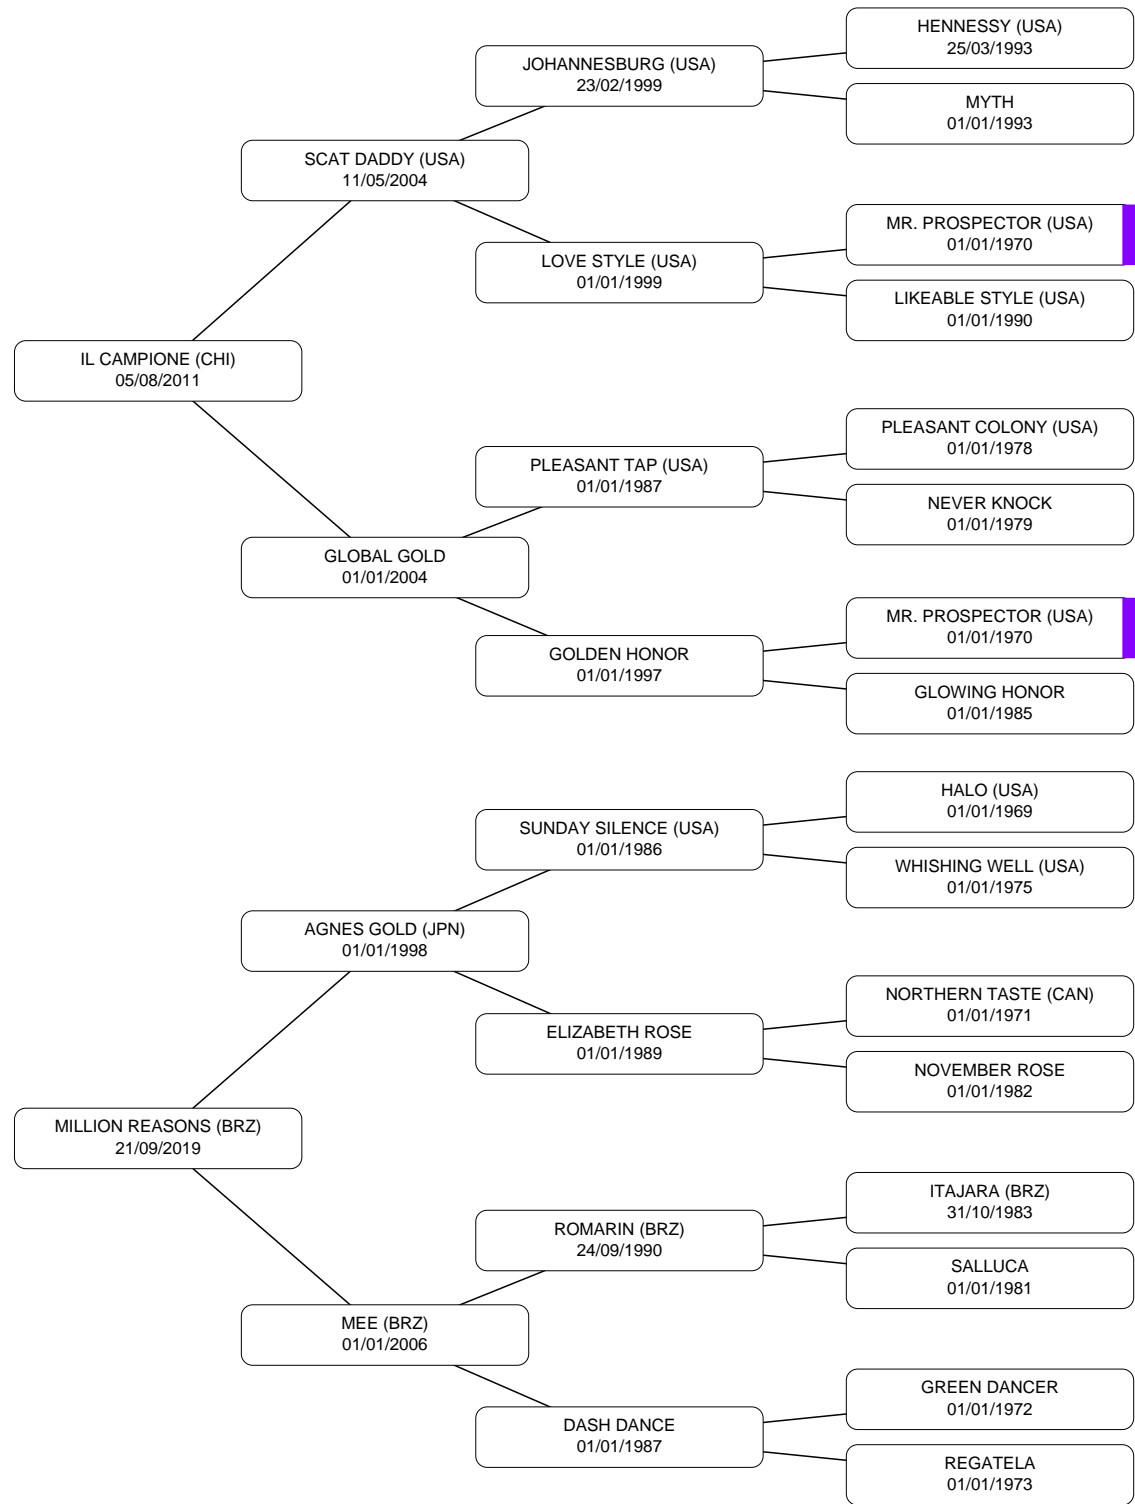 HENNESSY (USA)
25/03/1993
JOHANNESBURG (USA)
23/02/1999
MYTH
01/01/1993
SCAT DADDY (USA)
11/05/2004
MR. PROSPECTOR (USA)
01/01/1970
LOVE STYLE (USA)
01/01/1999
LIKEABLE STYLE (USA)
01/01/1990
IL CAMPIONE (CHI)
05/08/2011
PLEASANT COLONY (USA)
01/01/1978
PLEASANT TAP (USA)
01/01/1987
NEVER KNOCK
01/01/1979
GLOBAL GOLD
01/01/2004
MR. PROSPECTOR (USA)
01/01/1970
GOLDEN HONOR
01/01/1997
GLOWING HONOR
01/01/1985
HALO (USA)
01/01/1969
SUNDAY SILENCE (USA)
01/01/1986
WHISHING WELL (USA)
01/01/1975
AGNES GOLD (JPN)
01/01/1998
NORTHERN TASTE (CAN)
01/01/1971
ELIZABETH ROSE
01/01/1989
NOVEMBER ROSE
01/01/1982
MILLION REASONS (BRZ)
21/09/2019
ITAJARA (BRZ)
31/10/1983
ROMARIN (BRZ)
24/09/1990
SALLUCA
01/01/1981
MEE (BRZ)
01/01/2006
GREEN DANCER
01/01/1972
DASH DANCE
01/01/1987
REGATELA
01/01/1973